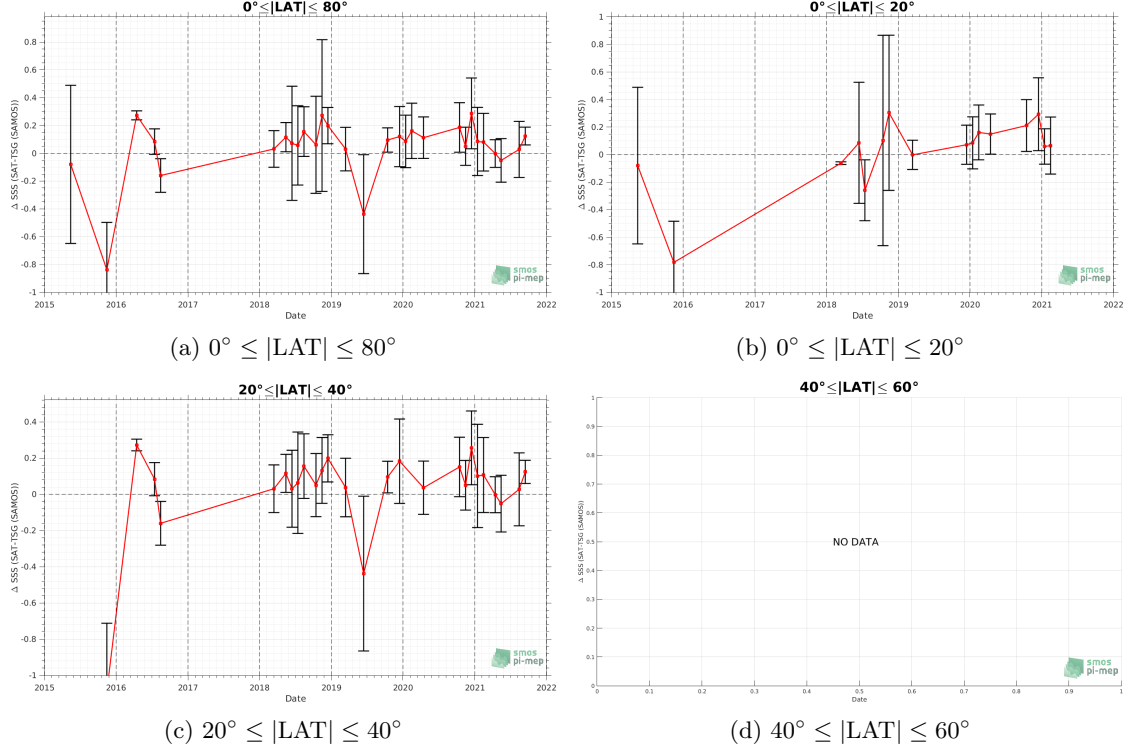 0°≤|LAT|≤ 80°
Δ SSS (SAT-TSG (SAMOS))
0.8
0.6
0.4
0.2
0
-0.2
-0.4
-0.6
-0.8
-1
2015 2016 2017 2018 2019 2020 2021 2022
Date
smos
pi-mep
(a) 0° ≤ |LAT| ≤ 80°
0°≤|LAT|≤ 20°
Δ SSS (SAT-TSG (SAMOS))
1
0.8
0.6
0.4
0.2
0
-0.2
-0.4
-0.6
-0.8
-1
2015 2016 2017 2018 2019 2020 2021 2022
Date
smos
pi-mep
(b) 0° ≤ |LAT| ≤ 20°
20°≤|LAT|≤ 40°
Δ SSS (SAT-TSG (SAMOS))
0.4
0.2
0
-0.2
-0.4
-0.6
-0.8
-1
2015 2016 2017 2018 2019 2020 2021 2022
Date
smos
pi-mep
(c) 20° ≤ |LAT| ≤ 40°
40°≤|LAT|≤ 60°
Δ SSS (SAT-TSG (SAMOS))
1
0.9
0.8
0.7
0.6
0.5
0.4
0.3
0.2
0.1
0
NO DATA
0 0.1 0.2 0.3 0.4 0.5 0.6 0.7 0.8 0.9 1
Date
smos
pi-mep
(d) 40° ≤ |LAT| ≤ 60°